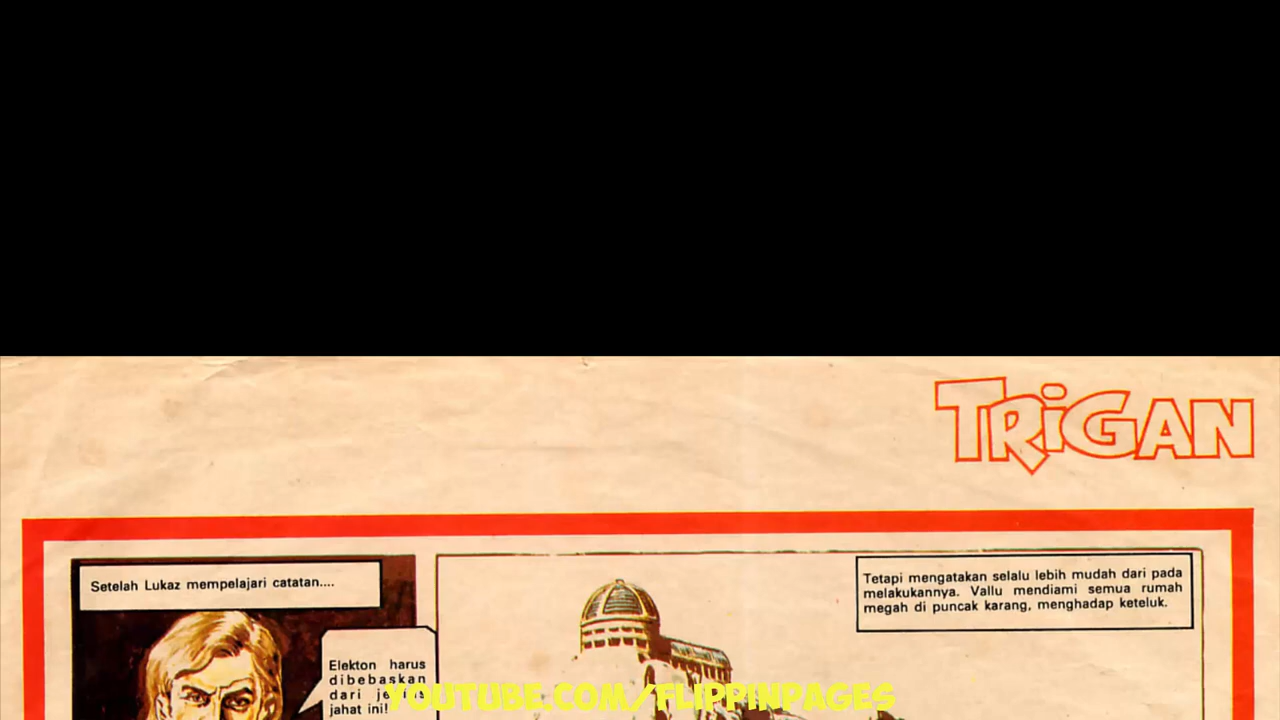 TRiGAN
Setelah Lukaz mempelajari catatan....
Elekton harus
dibebaskan
dari
jahat ini!
Tetapi mengatakan selalu lebih mudah dari pada
melakukannya. Vallu mendiami semua rumah
megah di puncak karang, menghadap keteluk.
YOUTUBE.COM/FLIPPINPAGES